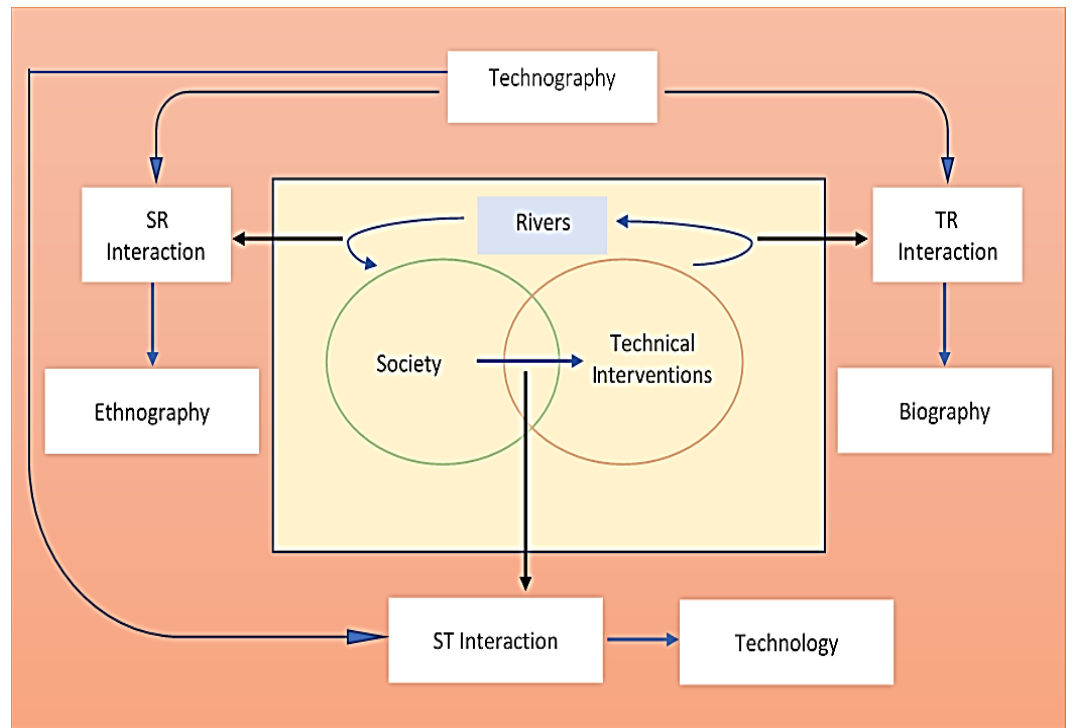 Technography
SR
Interaction
Rivers
TR
Interaction
Society
Technical
Interventions
Ethnography
Biography
ST Interaction
Technology